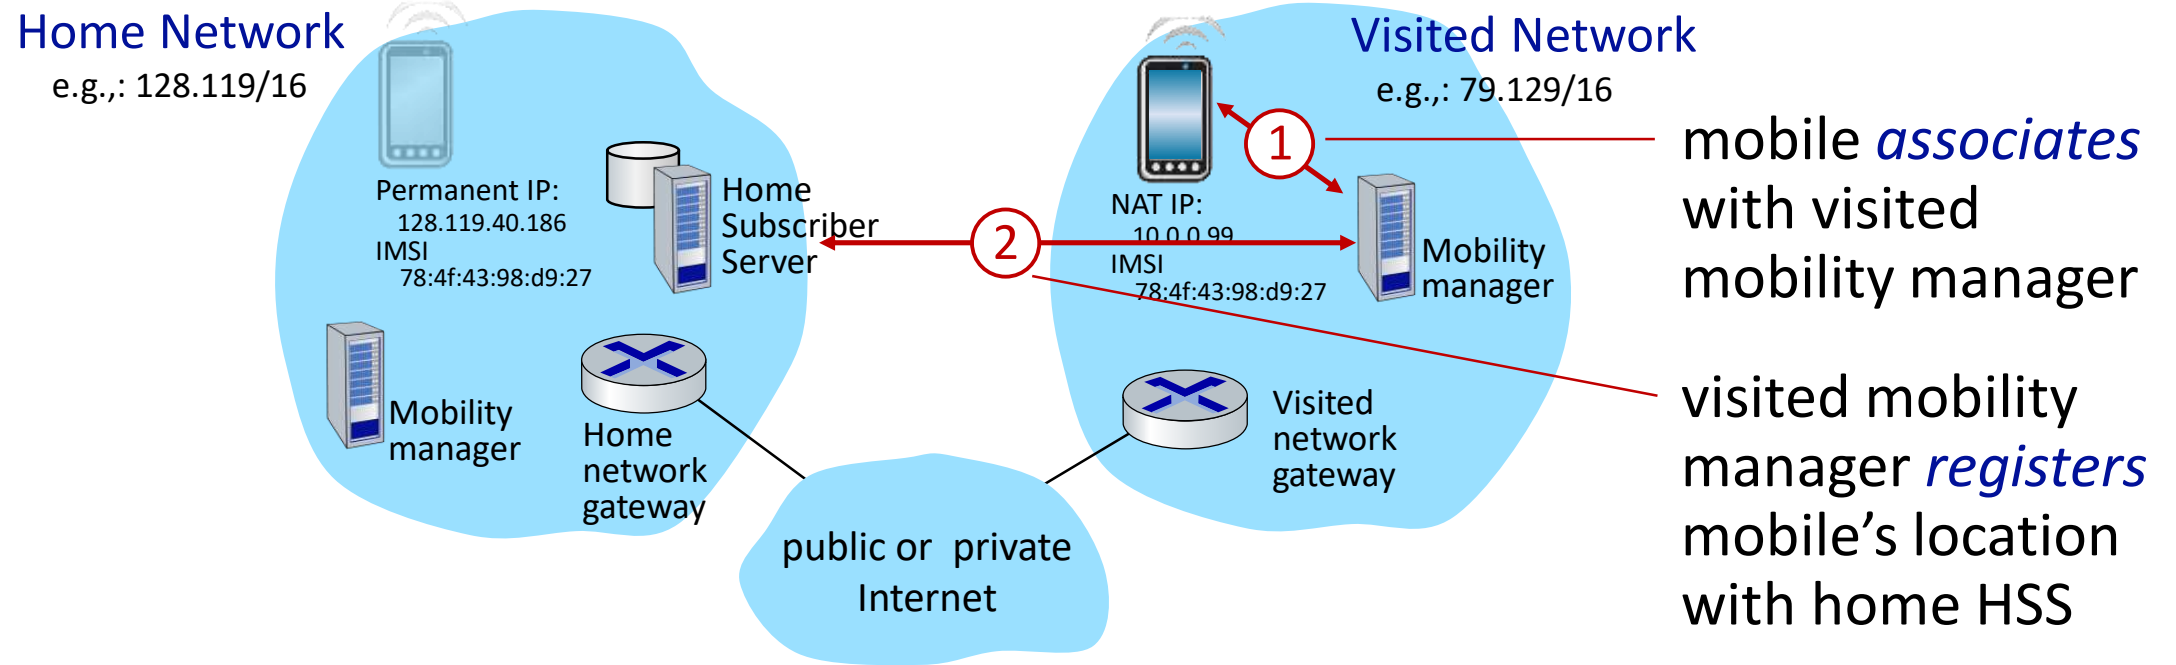 Home Network
e.g.,: 128.119/16
Permanent IP:
128.119.40.186
IMSI
78:4f:43:98:d9:27
Home
Subscriber
Server
Mobility
manager
Home
network
gateway
public or private
Internet
Visited Network
e.g.,: 79.129/16
1
2
NAT IP:
10.0.0.99
IMSI
78:4f:43:98:d9:27
Mobility
manager
Visited
network
gateway
mobile associates
with visited
mobility manager
visited mobility
manager registers
mobile’s location
with home HSS